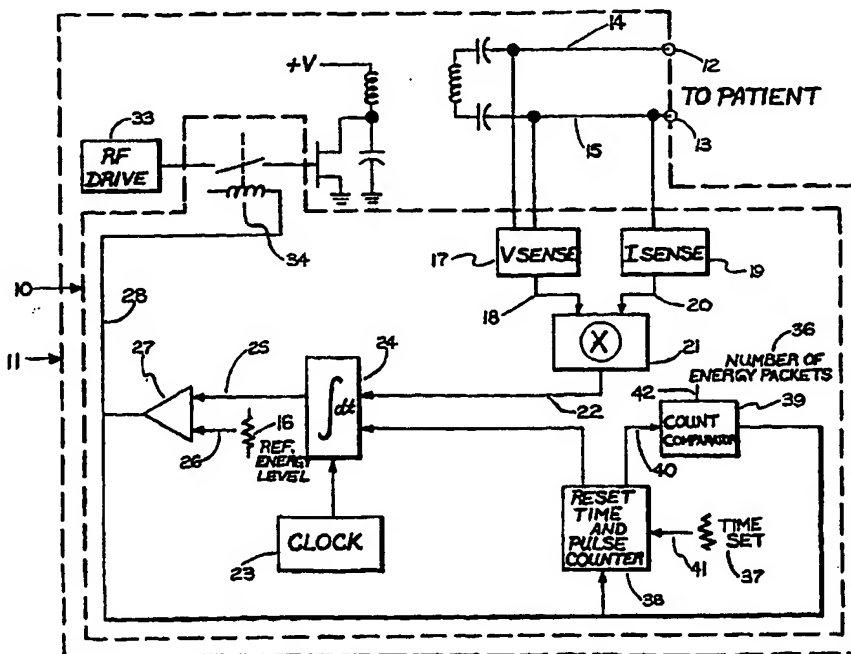 14
12
+V
TO PATIENT
33
RF
DRIVE
15
13
34
17
V SENSE
I SENSE
19
18
20
10
28
X
21
36
NUMBER OF
ENERGY PACKETS
11
27
25
24
∫dt
22
42
COUNT
COMPARATOR
39
26
16
REF.
ENERGY
LEVEL
40
RESET
TIME
AND
PULSE
COUNTER
TIME
SET
41
37
23
CLOCK
38